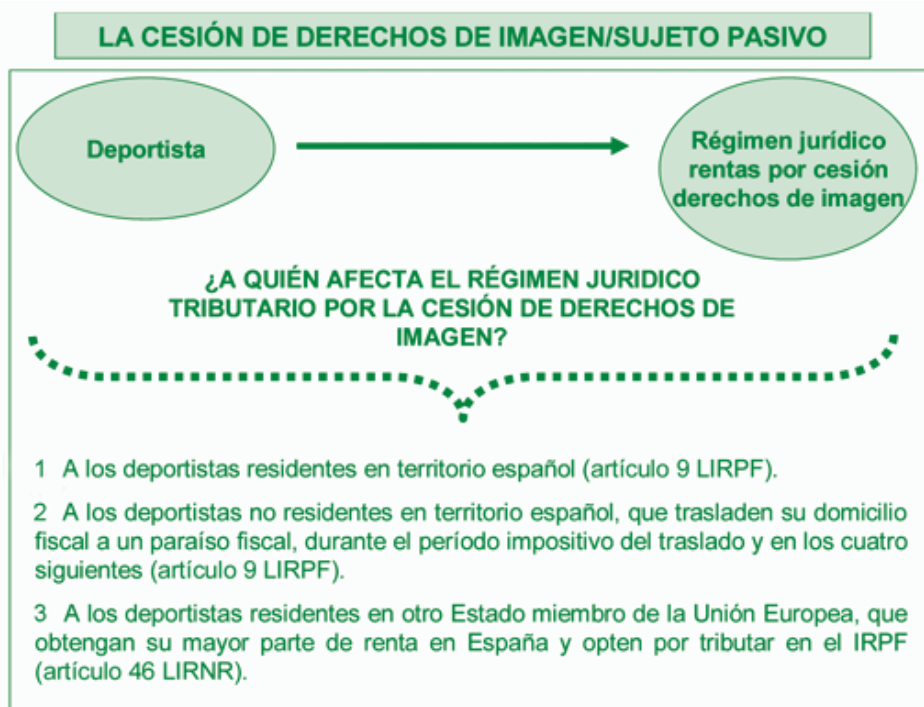 LA CESIÓN DE DERECHOS DE IMAGEN/SUJETO PASIVO
Deportista
Régimen jurídico
rentas por cesión
derechos de imagen
¿A QUIÉN AFECTA EL RÉGIMEN JURIDICO
TRIBUTARIO POR LA CESIÓN DE DERECHOS DE
IMAGEN?
1 A los deportistas residentes en territorio español (artículo 9 LIRPF).
2 A los deportistas no residentes en territorio español, que trasladen su domicilio
fiscal a un paraíso fiscal, durante el período impositivo del traslado y en los cuatro
siguientes (artículo 9 LIRPF).
3 A los deportistas residentes en otro Estado miembro de la Unión Europea, que
obtengan su mayor parte de renta en España y opten por tributar en el IRPF
(artículo 46 LIRNR).